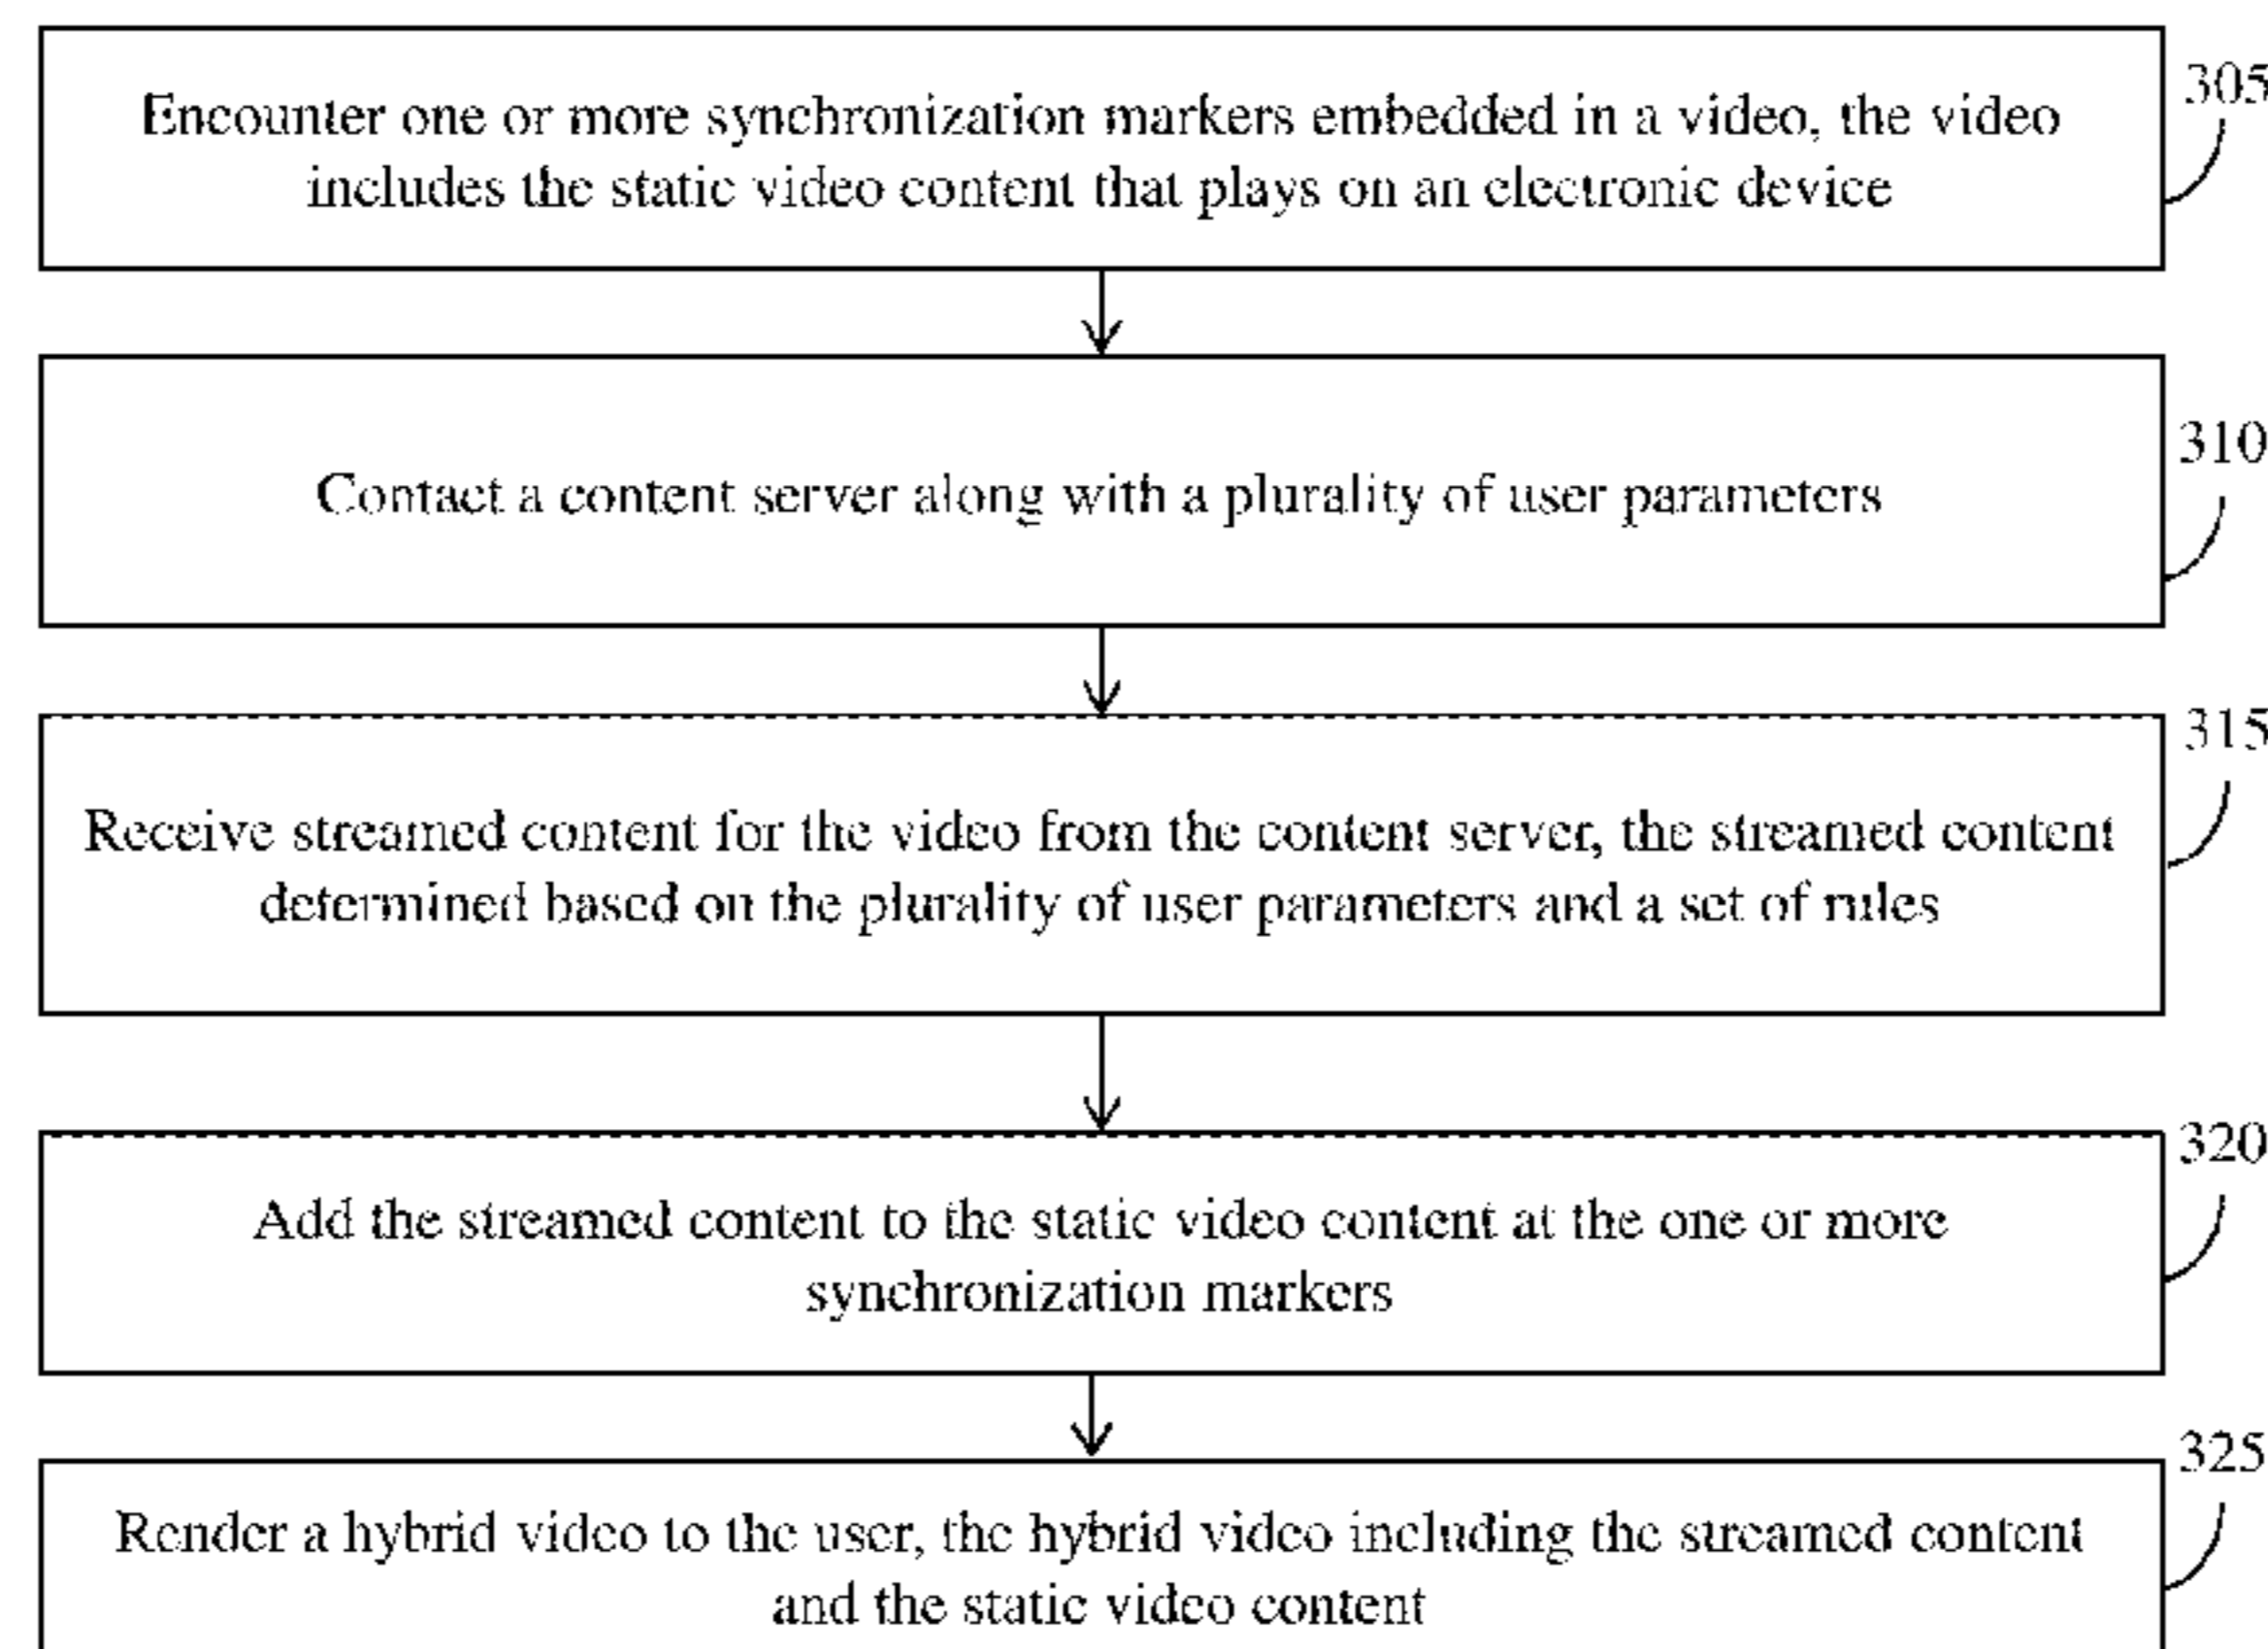 305
Encounter one or more synchronization markers embedded in a video, the video
includes the static video content that plays on an electronic device
310
Contact a content server along with a plurality of user parameters
315
Receive streamed content for the video from the content server, the streamed content
determined based on the plurality of user parameters and a set of rules
320
Add the streamed content to the static video content at the one or more
synchronization markers
325
Render a hybrid video to the user, the hybrid video including the streamed content
and the static video content